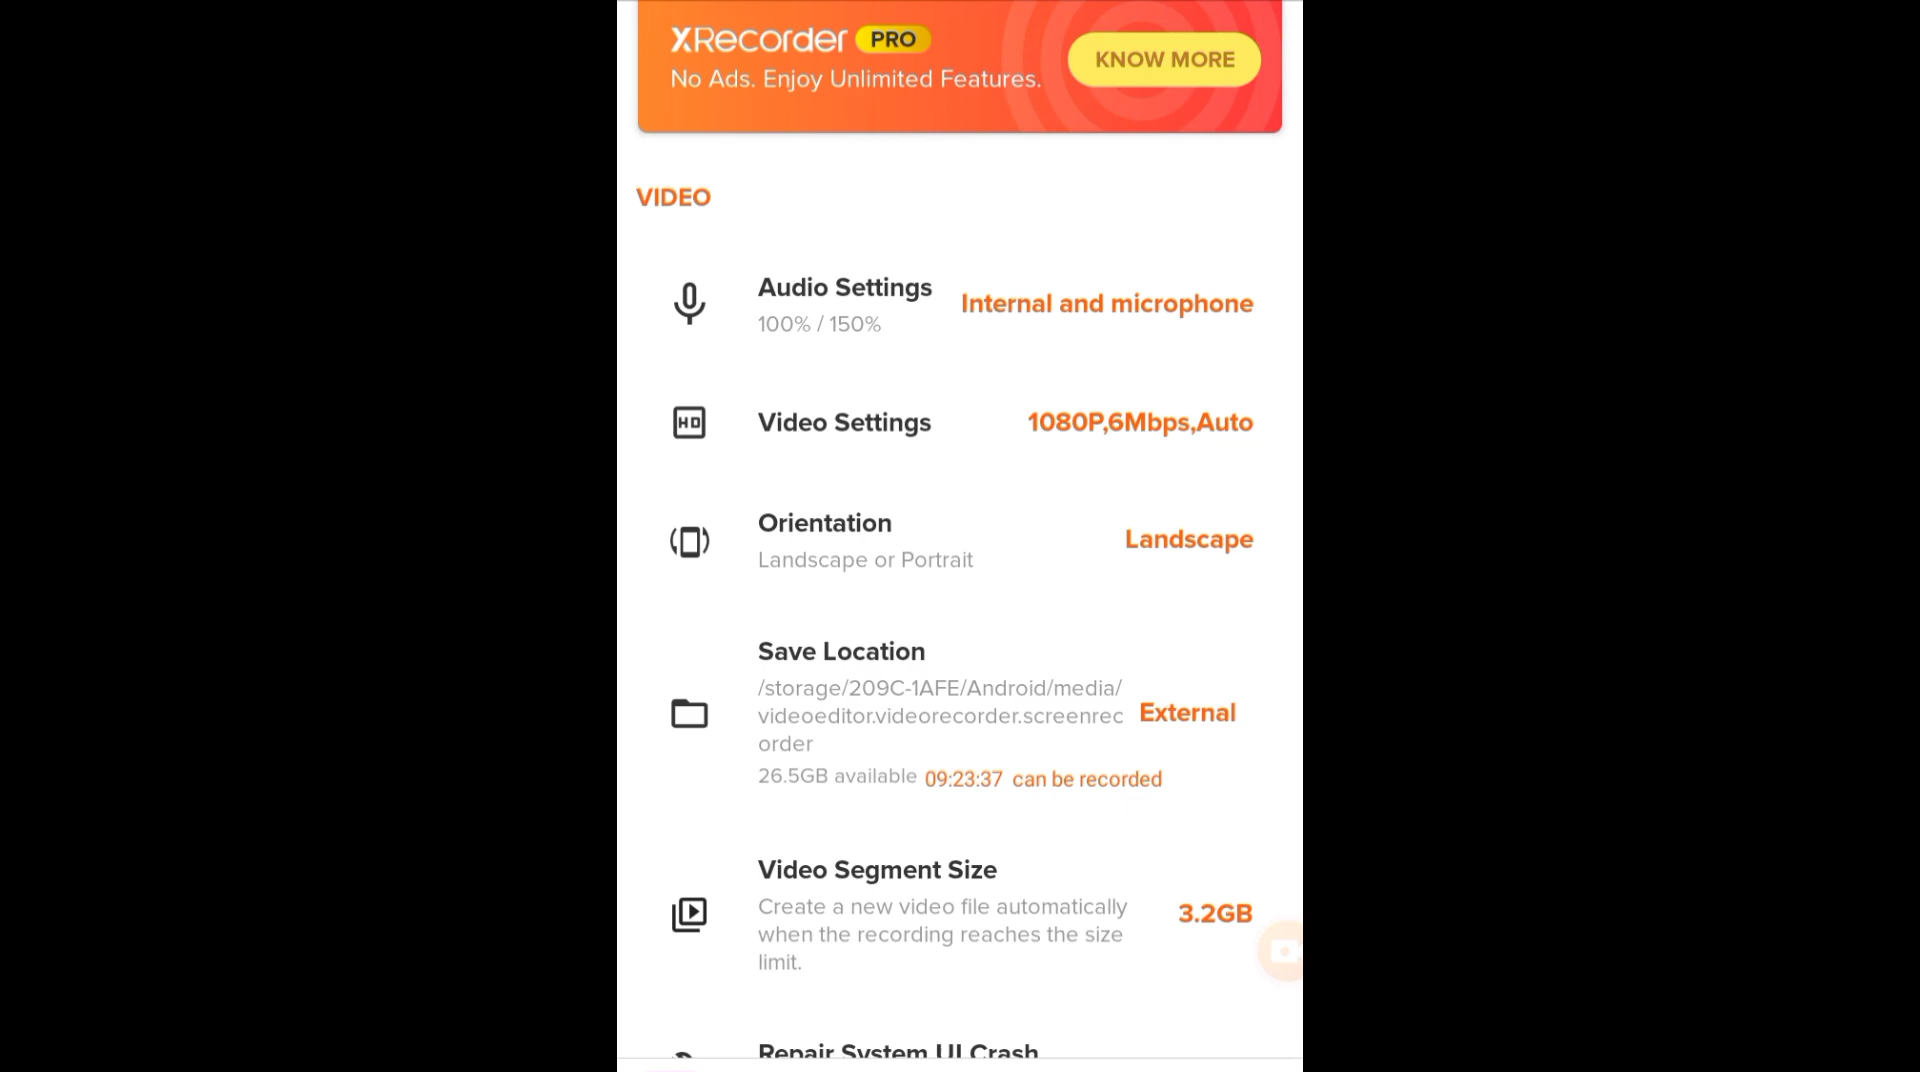 XRecorder PRO
No Ads. Enjoy Unlimited Features.
KNOW MORE
VIDEO
Audio Settings
100% / 150%
Internal and microphone
HD
Video Settings
1080P,6Mbps,Auto
Orientation
Landscape or Portrait
Landscape
Save Location
/storage/209C-1AFE/Android/media/
videoeditor.videorecorder.screenrec
order
External
26.5GB available 09:23:37 can be recorded
Video Segment Size
Create a new video file automatically
when the recording reaches the size
limit.
3.2GB
Repair System UI Crash